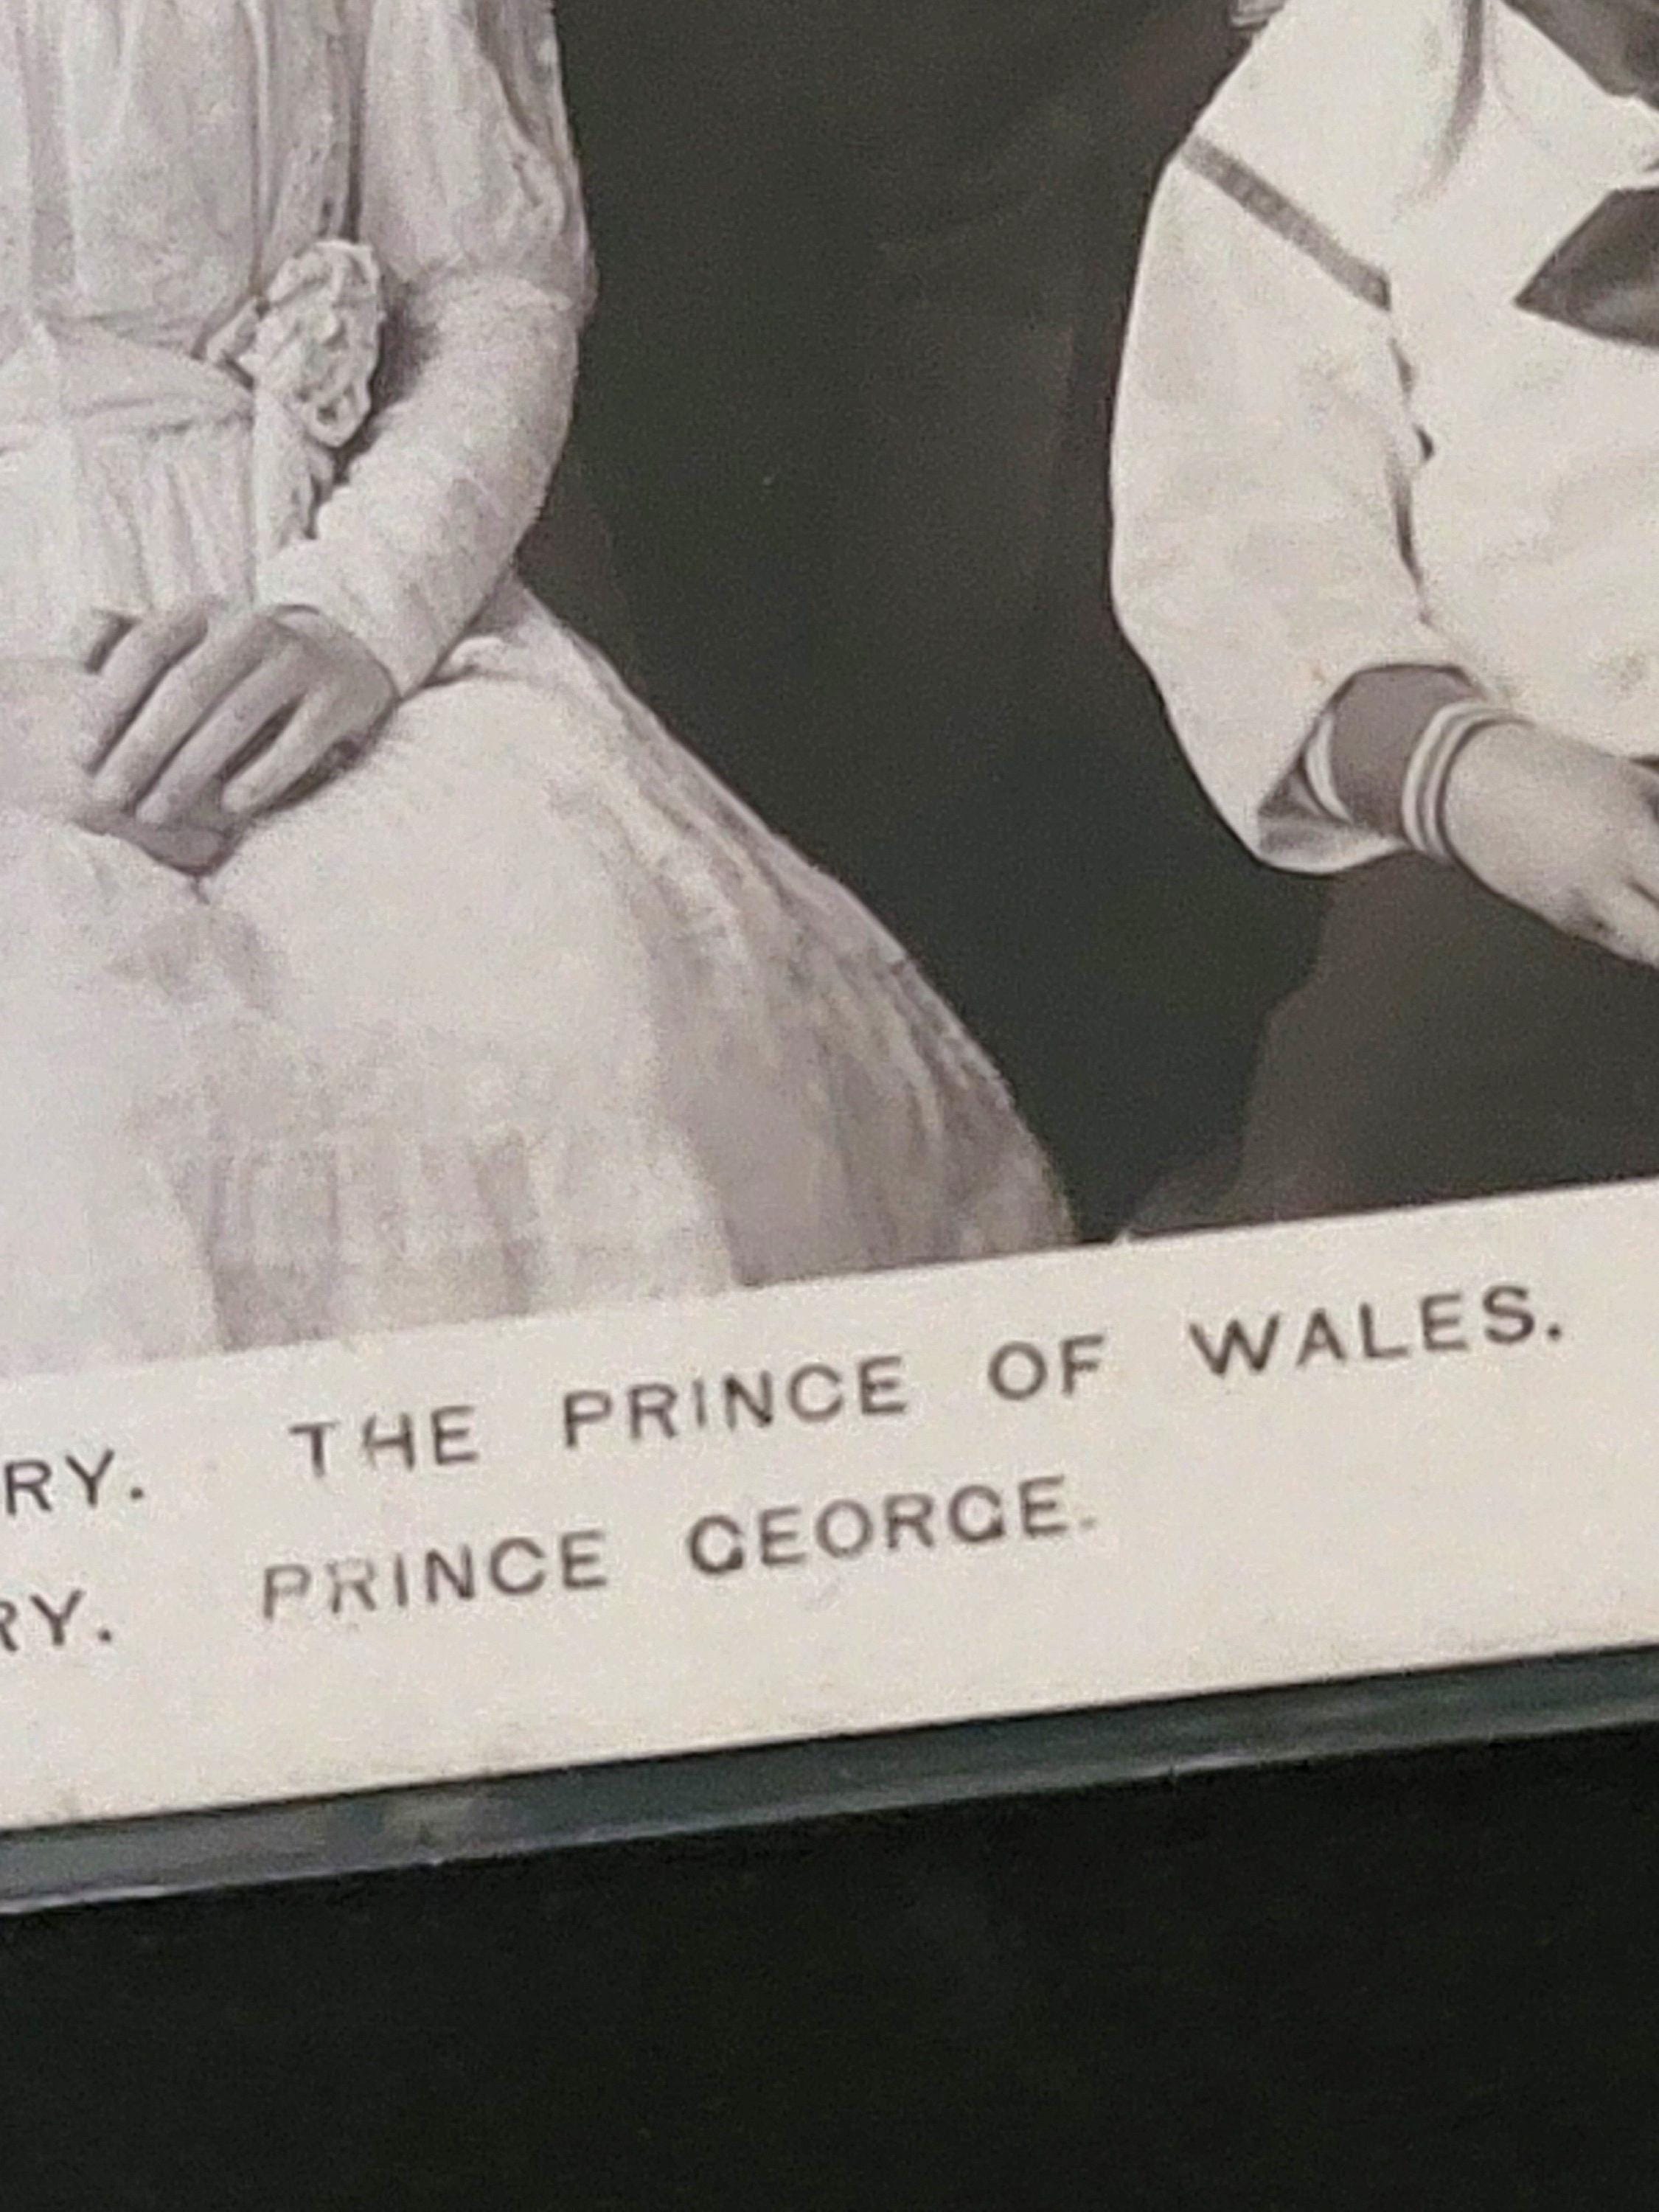 RY. THE PRINCE OF WALES.
RY. PRINCE GEORGE.